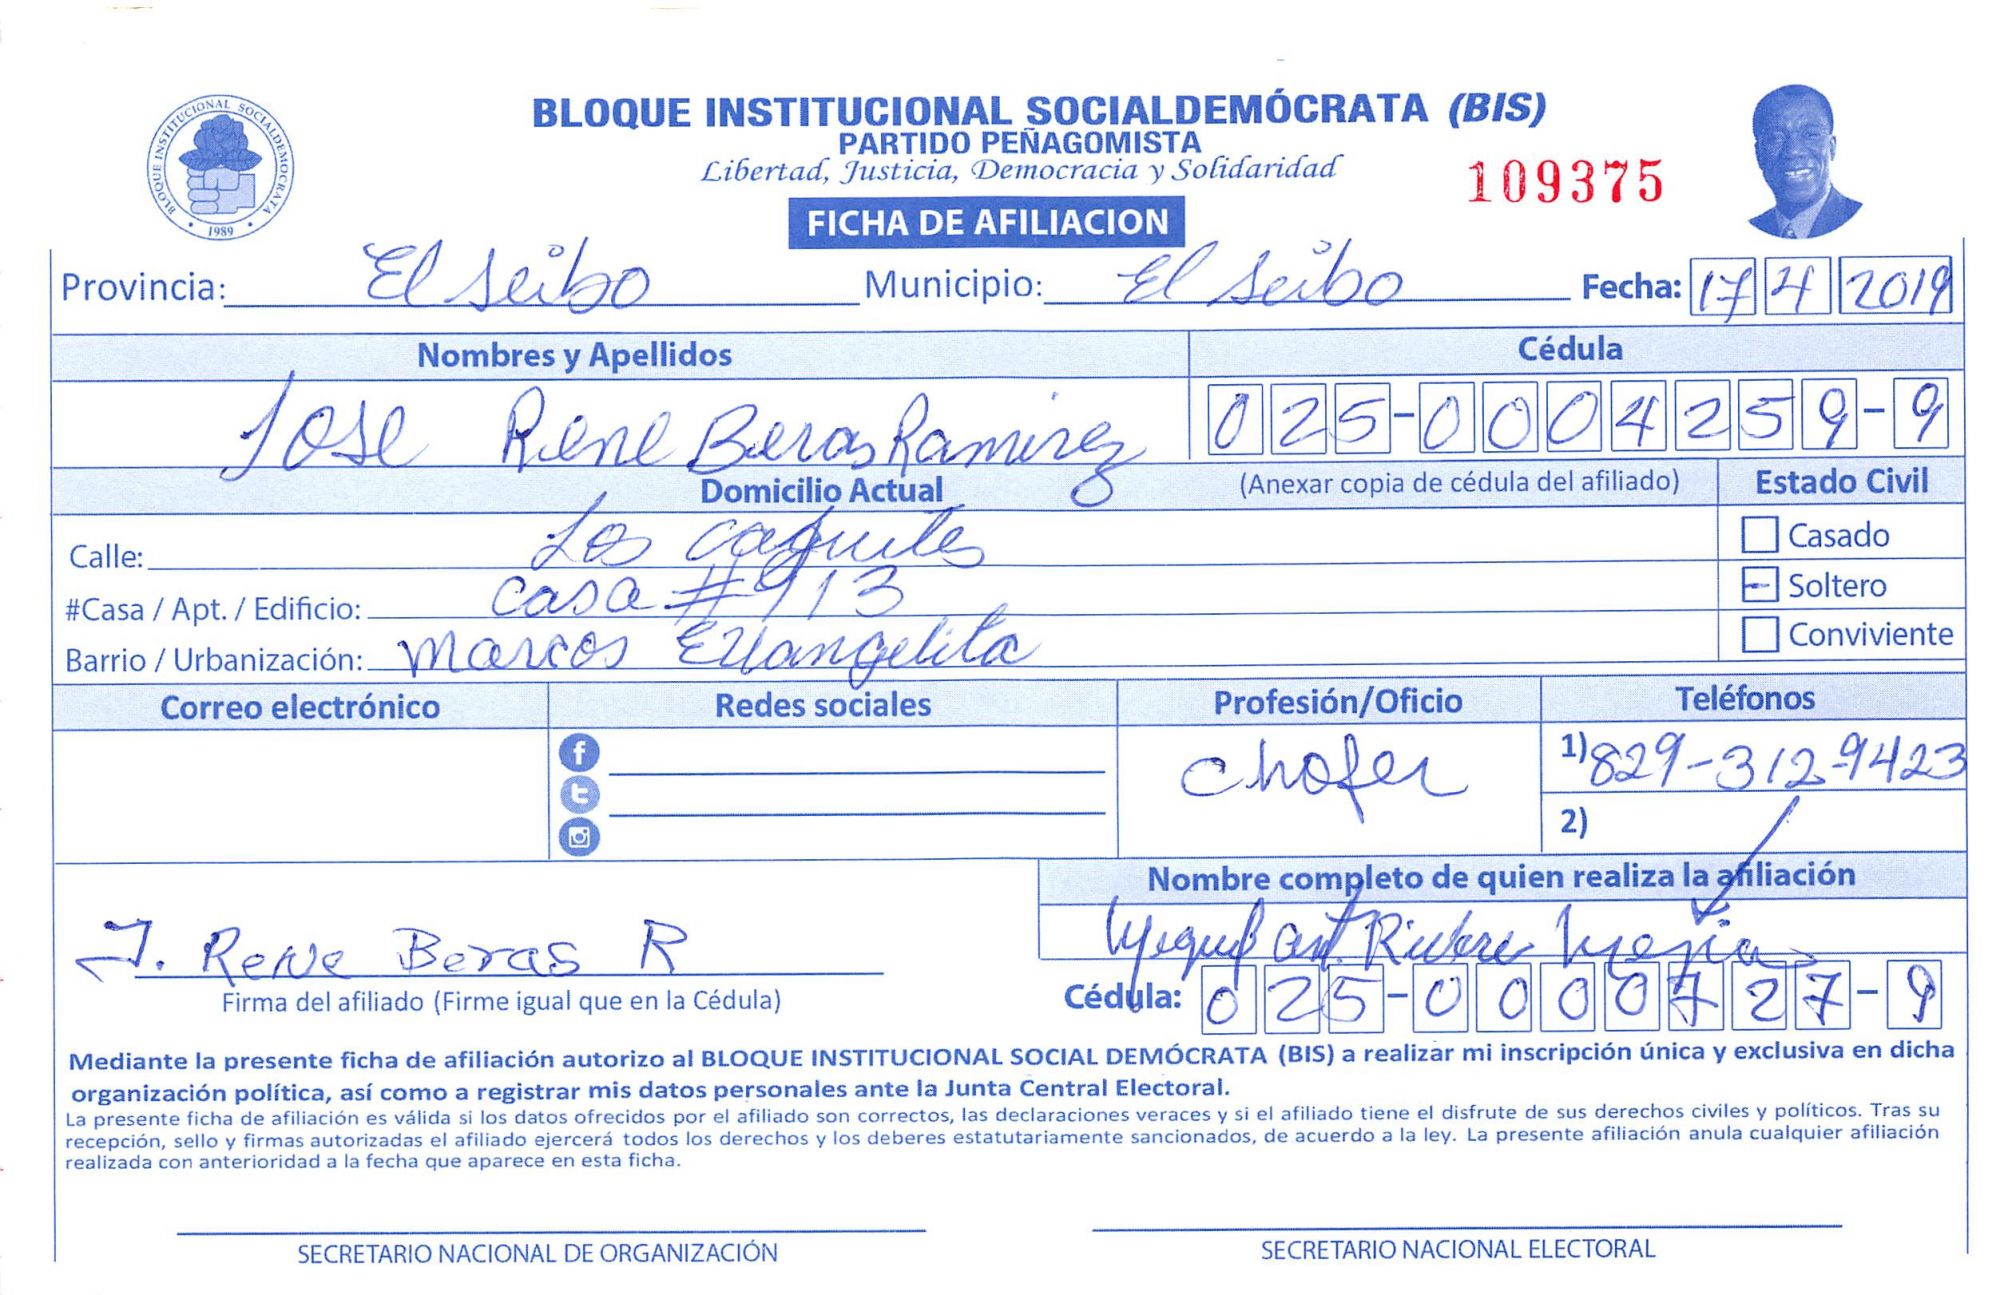 BLOQUE INSTITUCIONAL SOCIALDEMÓCRATA (BIS)
PARTIDO PEÑAGOMISTA
Libertad, Justicia, Democracia y Solidaridad
109375
BLOQUE INSTITUCIONAL SOCIALDEMOCRATA
1989
FICHA DE AFILIACION
Provincia: El seibo Municipio: El seibo Fecha: 17 4 2019
Nombres y Apellidos Cédula
Jose Rene Beras Ramirez 025-0004259-9
Domicilio Actual (Anexar copia de cédula del afiliado) Estado Civil
Calle: Los caquites Casado
#Casa / Apt. / Edificio: casa #913 Soltero
Barrio / Urbanización: Marcos Evangelita Conviviente
Correo electrónico Redes sociales Profesión/Oficio Teléfonos
chofer 1) 829-312-9423
2)
Nombre completo de quien realiza la afiliación
J. Rene Beras R Mejia
Firma del afiliado (Firme igual que en la Cédula) Cédula: 025-0000727-9
Mediante la presente ficha de afiliación autorizo al BLOQUE INSTITUCIONAL SOCIAL DEMÓCRATA (BIS) a realizar mi inscripción única y exclusiva en dicha
organización política, así como a registrar mis datos personales ante la Junta Central Electoral.
La presente ficha de afiliación es válida si los datos ofrecidos por el afiliado son correctos, las declaraciones veraces y si el afiliado tiene el disfrute de sus derechos civiles y políticos. Tras su
recepción, sello y firmas autorizadas el afiliado ejercerá todos los derechos y los deberes estatutariamente sancionados, de acuerdo a la ley. La presente afiliación anula cualquier afiliación
realizada con anterioridad a la fecha que aparece en esta ficha.
SECRETARIO NACIONAL DE ORGANIZACIÓN SECRETARIO NACIONAL ELECTORAL